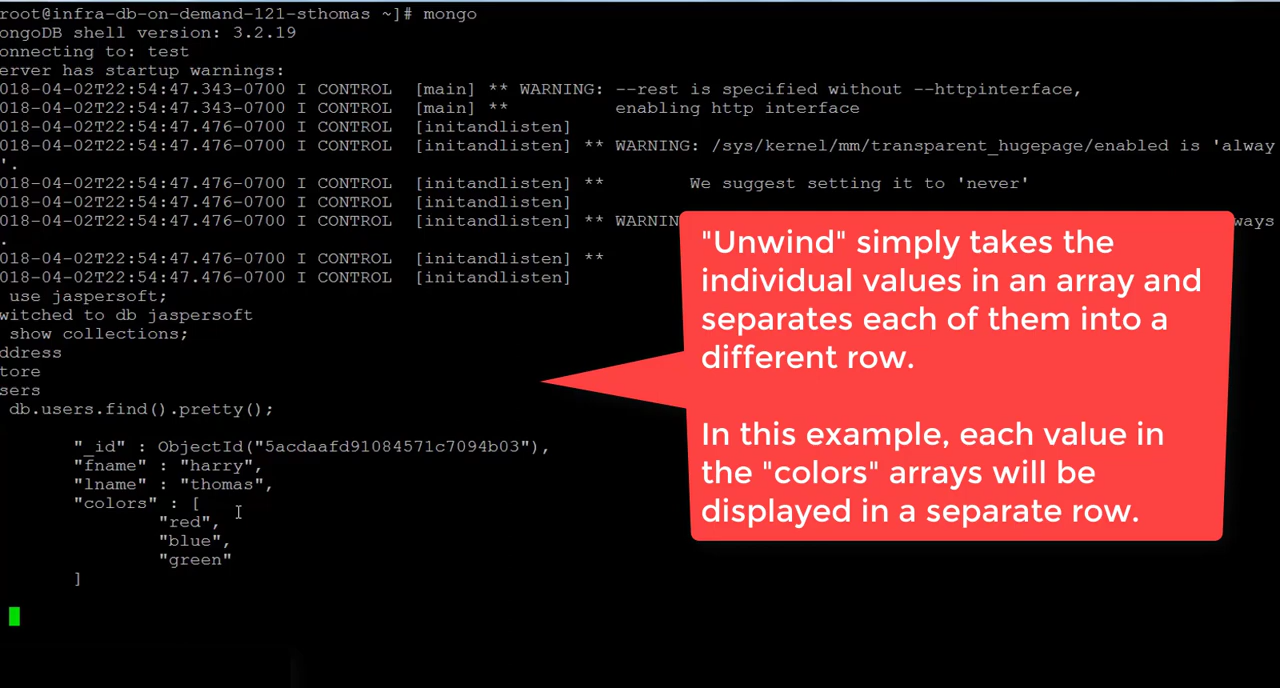 root@infra-db-on-demand-121-sthomas ~]# mongo
ongoDB shell version: 3.2.19
onnecting to: test
erver has startup warnings:
018-04-02T22:54:47.343-0700 I CONTROL  [main] ** WARNING: --rest is specified without --httpinterface,
018-04-02T22:54:47.343-0700 I CONTROL  [main] **          enabling http interface
018-04-02T22:54:47.476-0700 I CONTROL  [initandlisten]
018-04-02T22:54:47.476-0700 I CONTROL  [initandlisten] ** WARNING: /sys/kernel/mm/transparent_hugepage/enabled is 'alway
'.
018-04-02T22:54:47.476-0700 I CONTROL  [initandlisten] **        We suggest setting it to 'never'
018-04-02T22:54:47.476-0700 I CONTROL  [initandlisten]
018-04-02T22:54:47.476-0700 I CONTROL  [initandlisten] ** WARNIN ways
.
018-04-02T22:54:47.476-0700 I CONTROL  [initandlisten] **
018-04-02T22:54:47.476-0700 I CONTROL  [initandlisten]
use jaspersoft;
witched to db jaspersoft
show collections;
ddress
tore
sers
db.users.find().pretty();
"_id" : ObjectId("5acdaafd91084571c7094b03"),
"fname" : "harry",
"lname" : "thomas",
"colors" : [
"red",
"blue",
"green"
]
"Unwind" simply takes the
individual values in an array and
separates each of them into a
different row.
In this example, each value in
the "colors" arrays will be
displayed in a separate row.